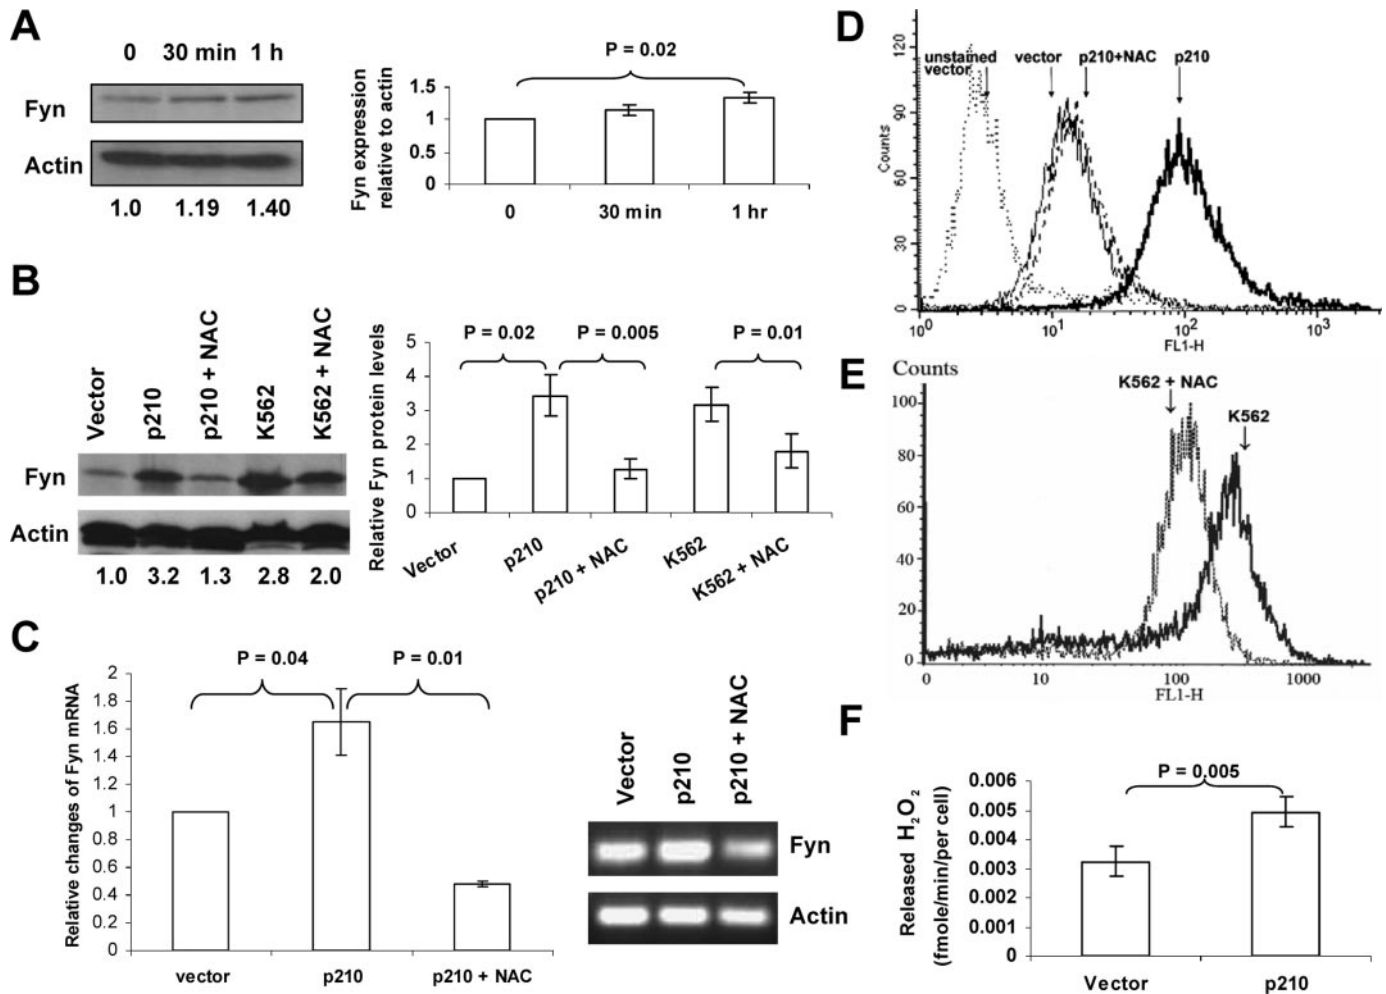 A
0 30 min 1 h
Fyn
Actin
1.0 1.19 1.40
P = 0.02
Fyn expression
relative to actin
1.5
1
0.5
0
0 30 min 1 hr
B
Vector
p210
p210 + NAC
K562
K562 + NAC
Fyn
Actin
1.0 3.2 1.3 2.8 2.0
P = 0.02 P = 0.005 P = 0.01
Relative Fyn protein levels
5
4
3
2
1
0
Vector
p210
p210 + NAC
K562
K562 + NAC
C
P = 0.04 P = 0.01
Relative changes of Fyn mRNA
2
1.8
1.6
1.4
1.2
1
0.8
0.6
0.4
0.2
0
vector p210 p210 + NAC
Vector
p210
p210 + NAC
Fyn
Actin
D
unstained
vector
vector
p210+NAC
p210
Counts
120
90
60
30
0
10⁰ 10¹ 10² 10³
FL1-H
E
Counts
K562 + NAC
K562
100
80
60
40
20
0
0 10 100 1000
FL1-H
F
P = 0.005
Released H₂O₂
(fmole/min/per cell)
0.006
0.005
0.004
0.003
0.002
0.001
0
Vector p210